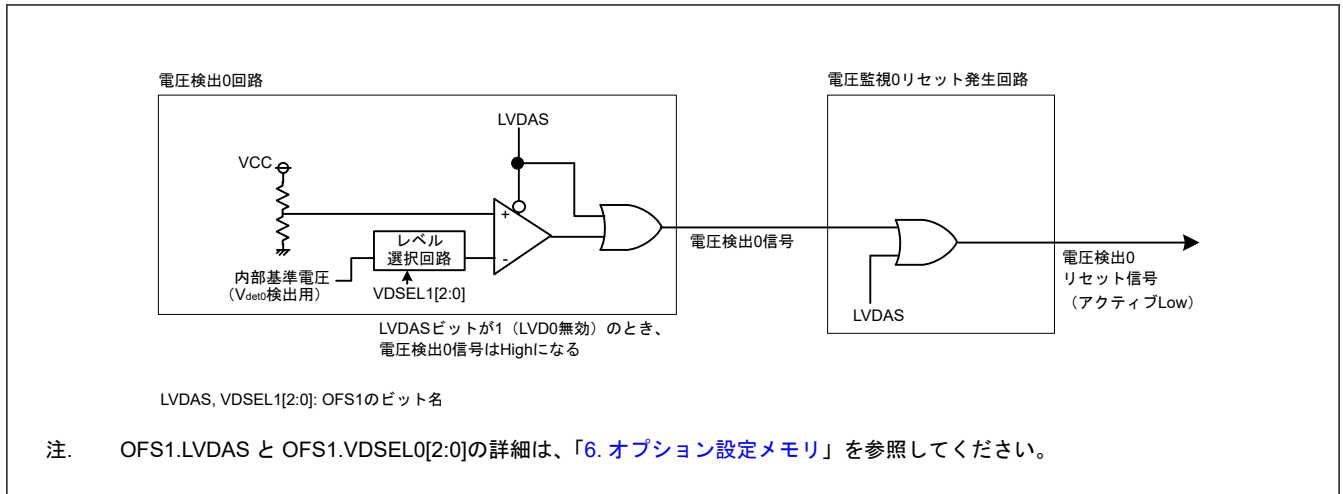 電圧検出0回路
電圧監視0リセット発生回路
LVDAS
VCC
+
レベル
選択回路
-
電圧検出0信号
電圧検出0
リセット信号
(アクティブLow)
内部基準電圧
(Vdet0検出用)
VDSEL1[2:0]
LVDAS
LVDASビットが1(LVD0無効)のとき、
電圧検出0信号はHighになる
LVDAS, VDSEL1[2:0]: OFS1のビット名
注. OFS1.LVDAS と OFS1.VDSEL0[2:0]の詳細は、「6. オプション設定メモリ」を参照してください。